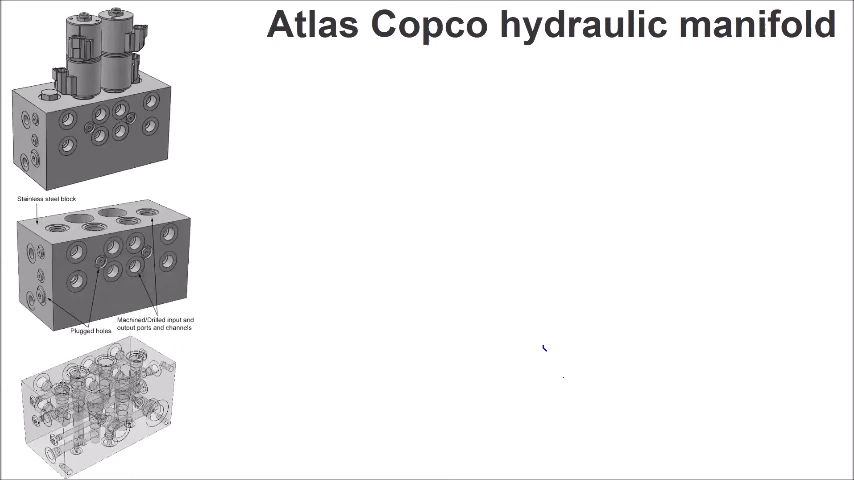 Atlas Copco hydraulic manifold
Stainless steel block
Plugged holes
Machined/Drilled input and
output ports and channels